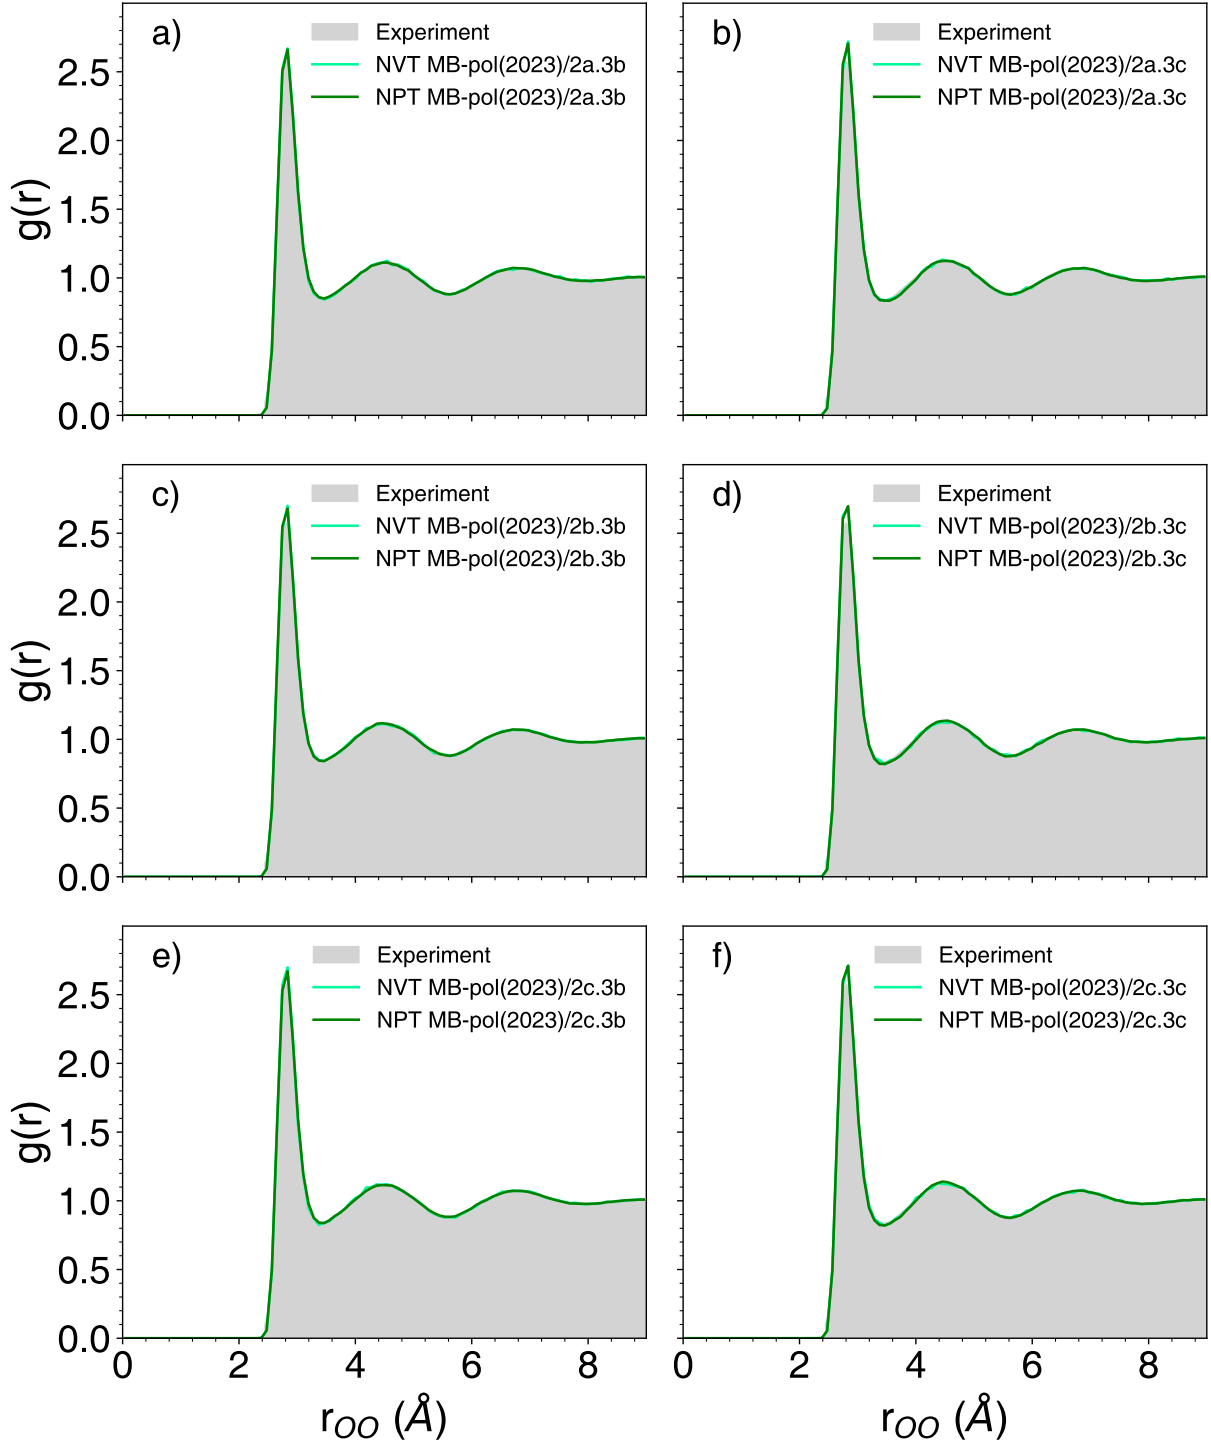 a)
Experiment
NVT MB-pol(2023)/2a.3b
NPT MB-pol(2023)/2a.3b
g(r)
2.5
2.0
1.5
1.0
0.5
0.0
b)
Experiment
NVT MB-pol(2023)/2a.3c
NPT MB-pol(2023)/2a.3c
c)
Experiment
NVT MB-pol(2023)/2b.3b
NPT MB-pol(2023)/2b.3b
g(r)
2.5
2.0
1.5
1.0
0.5
0.0
d)
Experiment
NVT MB-pol(2023)/2b.3c
NPT MB-pol(2023)/2b.3c
e)
Experiment
NVT MB-pol(2023)/2c.3b
NPT MB-pol(2023)/2c.3b
g(r)
2.5
2.0
1.5
1.0
0.5
0.0
0 2 4 6 8
rOO (Å)
f)
Experiment
NVT MB-pol(2023)/2c.3c
NPT MB-pol(2023)/2c.3c
0 2 4 6 8
rOO (Å)